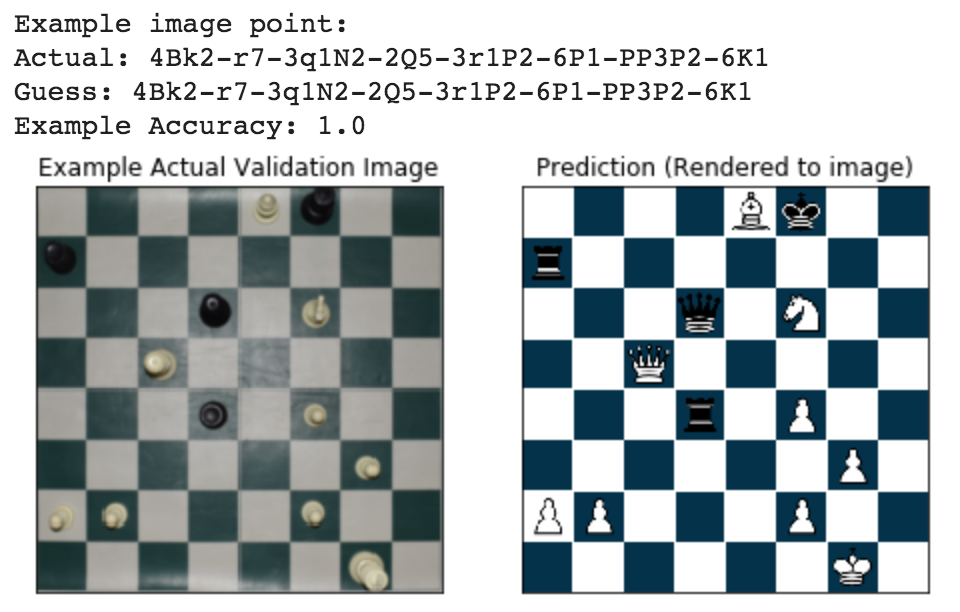 Example image point:
Actual: 4Bk2-r7-3q1N2-2Q5-3r1P2-6P1-PP3P2-6K1
Guess: 4Bk2-r7-3q1N2-2Q5-3r1P2-6P1-PP3P2-6K1
Example Accuracy: 1.0
Example Actual Validation Image
Prediction (Rendered to image)